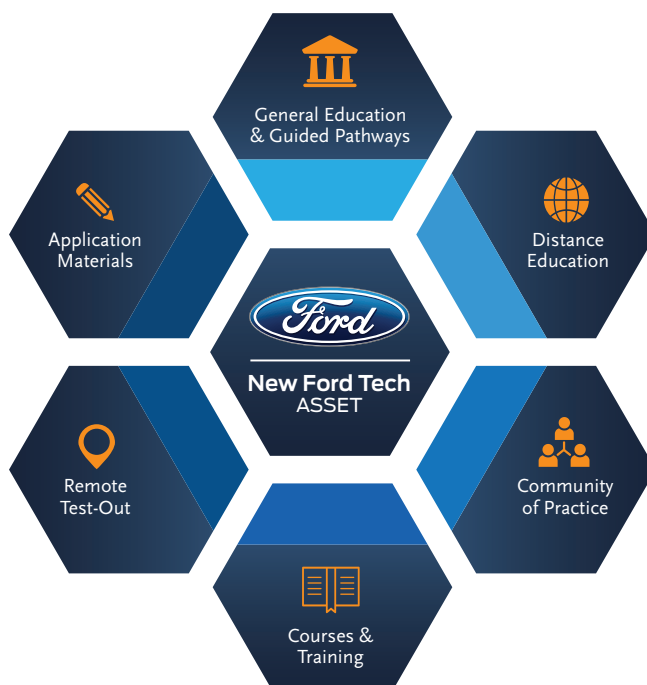 General Education
& Guided Pathways
Application
Materials
Distance
Education
Ford
New Ford Tech
ASSET
Remote
Test-Out
Community
of Practice
Courses &
Training